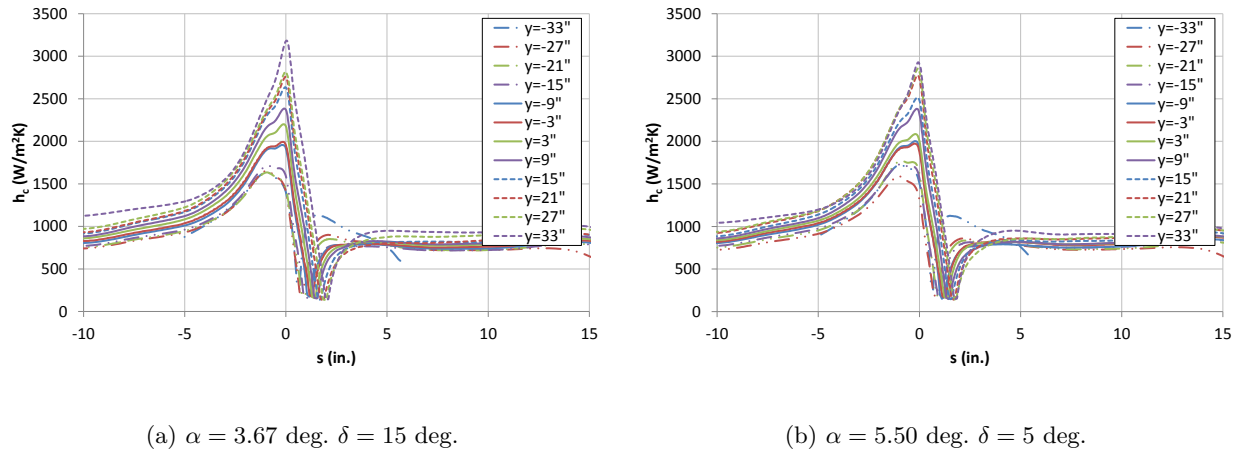 3500
3000
2500
2000
1500
1000
500
0
h_c (W/m²K)
-10
-5
0
5
10
15
s (in.)
y=-33"
y=-27"
y=-21"
y=-15"
y=-9"
y=-3"
y=3"
y=9"
y=15"
y=21"
y=27"
y=33"
(a) α = 3.67 deg. δ = 15 deg.
3500
3000
2500
2000
1500
1000
500
0
h_c (W/m²K)
-10
-5
0
5
10
15
s (in.)
y=-33"
y=-27"
y=-21"
y=-15"
y=-9"
y=-3"
y=3"
y=9"
y=15"
y=21"
y=27"
y=33"
(b) α = 5.50 deg. δ = 5 deg.